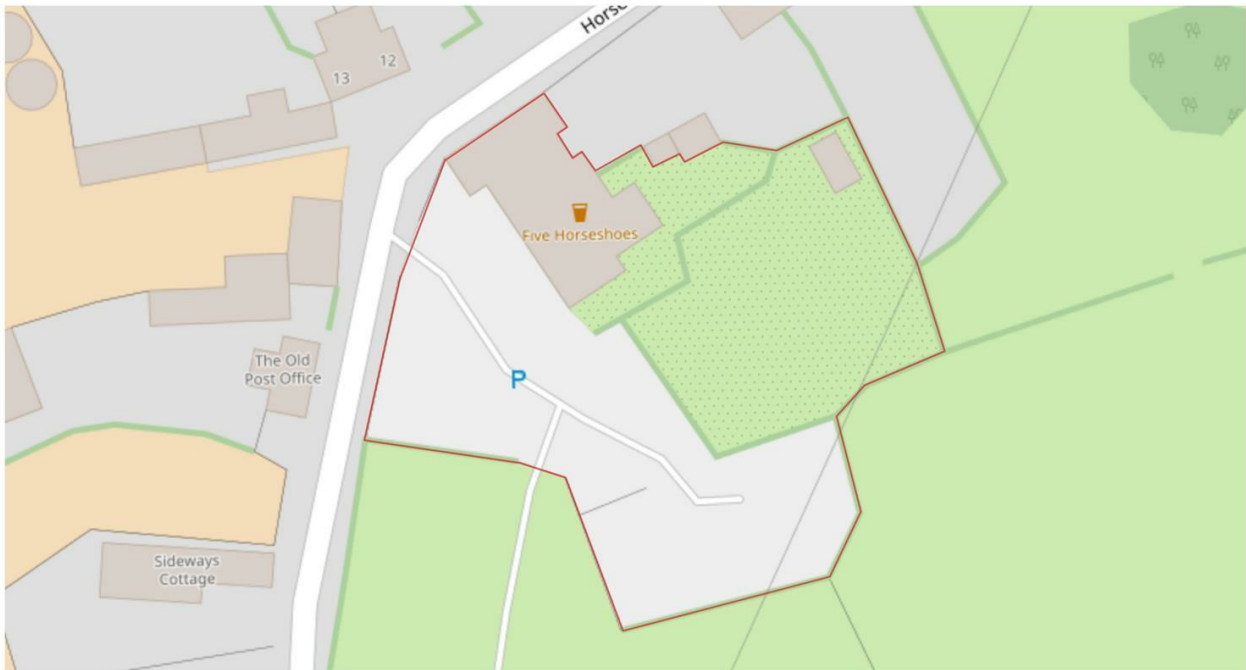 Horse
13
12
Five Horseshoes
The Old
Post Office
P
Sideways
Cottage